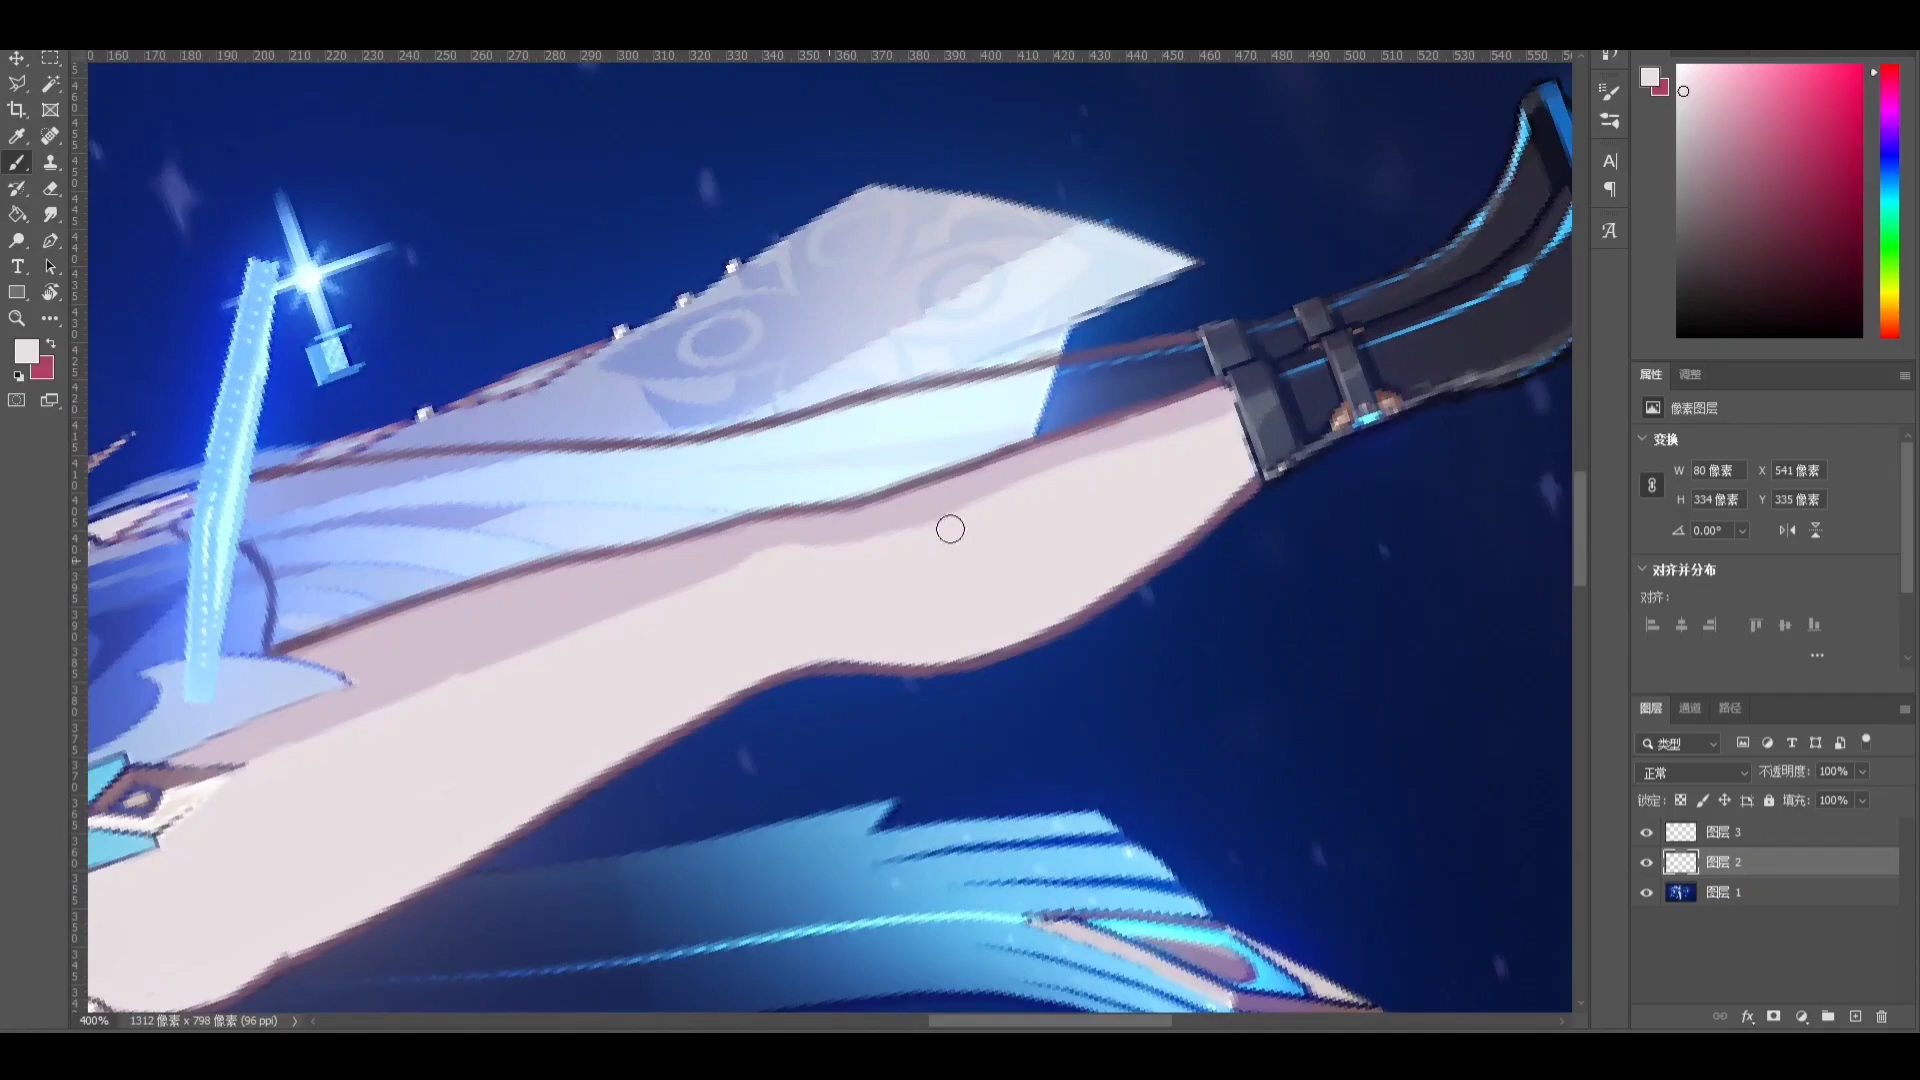 0 160 170 180 190 200 210 220 230 240 250 260 270 280 290 300 310 320 330 340 350 360 370 380 390 400 410 420 430 440 450 460 470 480 490 500 510 520 530 540 550
属性 调整
像素图层
变换
W 80 像素 X 541 像素
H 334 像素 Y 335 像素
0.00°
对齐并分布
对齐:
图层 通道 路径
类型
正常 不透明度: 100%
锁定: 填充: 100%
图层 3
图层 2
图层 1
400% 1312 像素 x 798 像素 (96 ppi)